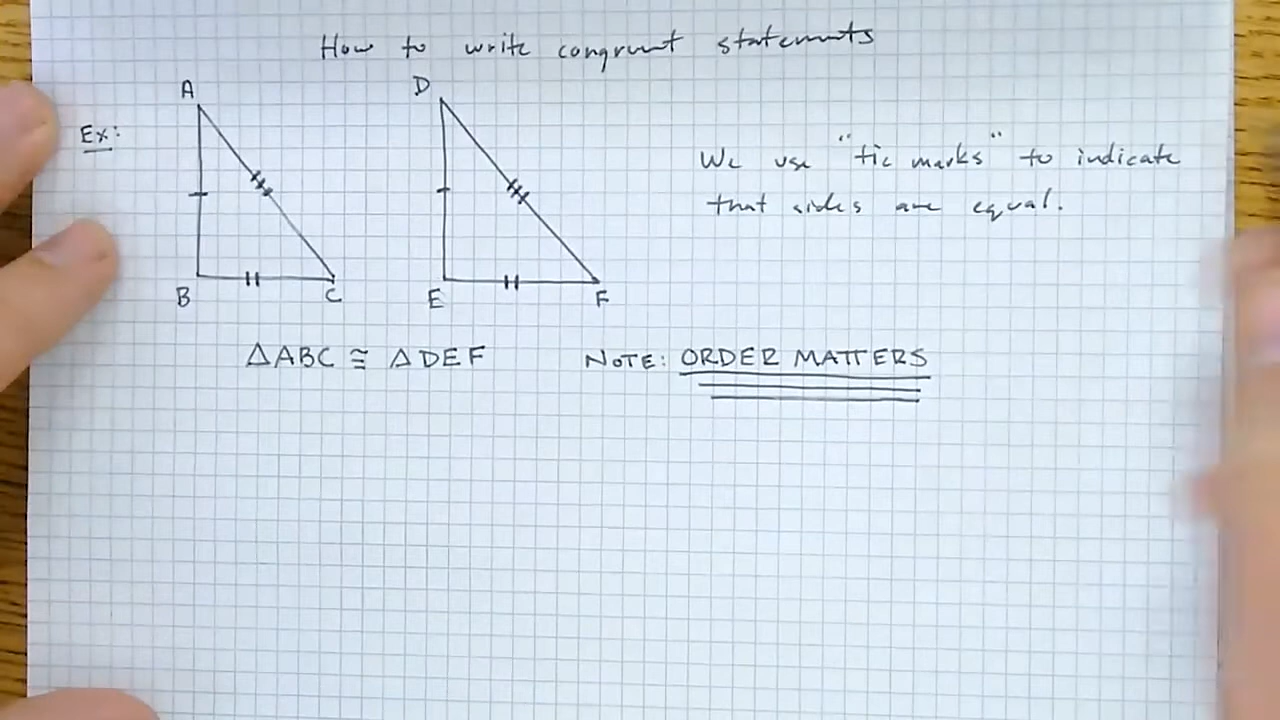 How to write congruent statements
Ex:
A
D
We use "tic marks" to indicate
that sides are equal.
B
C
E
F
△ABC ≅ △DEF
NOTE: ORDER MATTERS